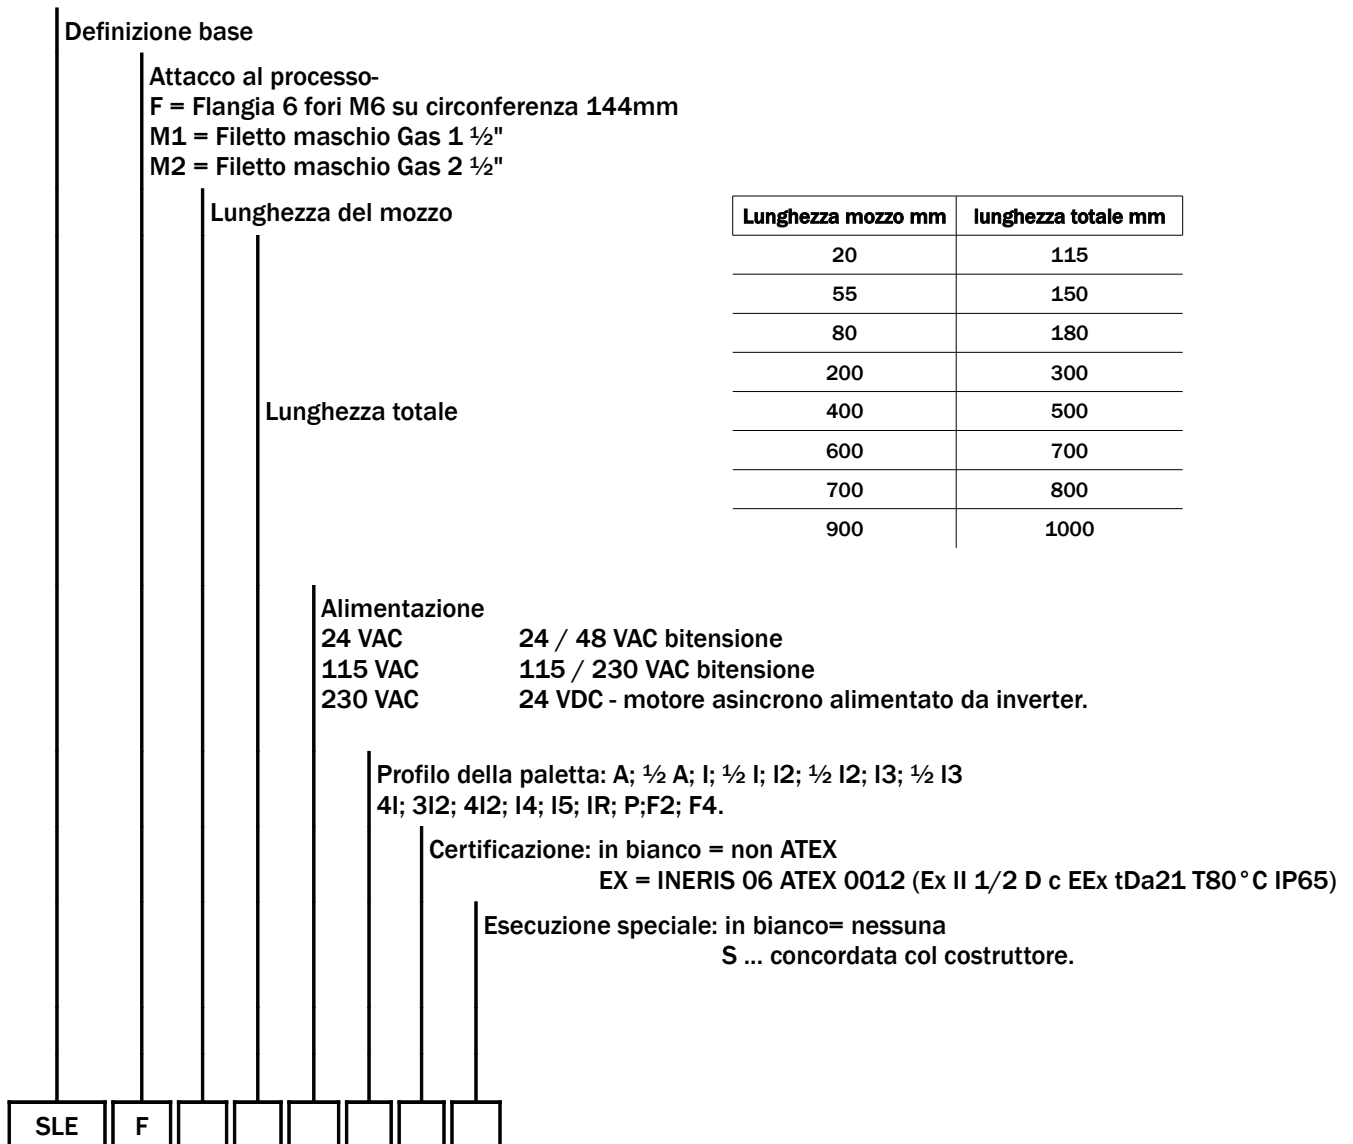 Definizione base
Attacco al processo-
F = Flangia 6 fori M6 su circonferenza 144mm
M1 = Filetto maschio Gas 1 ½"
M2 = Filetto maschio Gas 2 ½"
Lunghezza del mozzo
Lunghezza mozzo mm lunghezza totale mm
20 115
55 150
80 180
200 300
Lunghezza totale
400 500
600 700
700 800
900 1000
Alimentazione
24 VAC 24 / 48 VAC bitensione
115 VAC 115 / 230 VAC bitensione
230 VAC 24 VDC - motore asincrono alimentato da inverter.
Profilo della paletta: A; ½ A; I; ½ I; I2; ½ I2; I3; ½ I3
4I; 3I2; 4I2; I4; I5; IR; P;F2; F4.
Certificazione: in bianco = non ATEX
EX = INERIS 06 ATEX 0012 (Ex II 1/2 D c EEx tDa21 T80°C IP65)
Esecuzione speciale: in bianco= nessuna
S ... concordata col costruttore.
SLE F